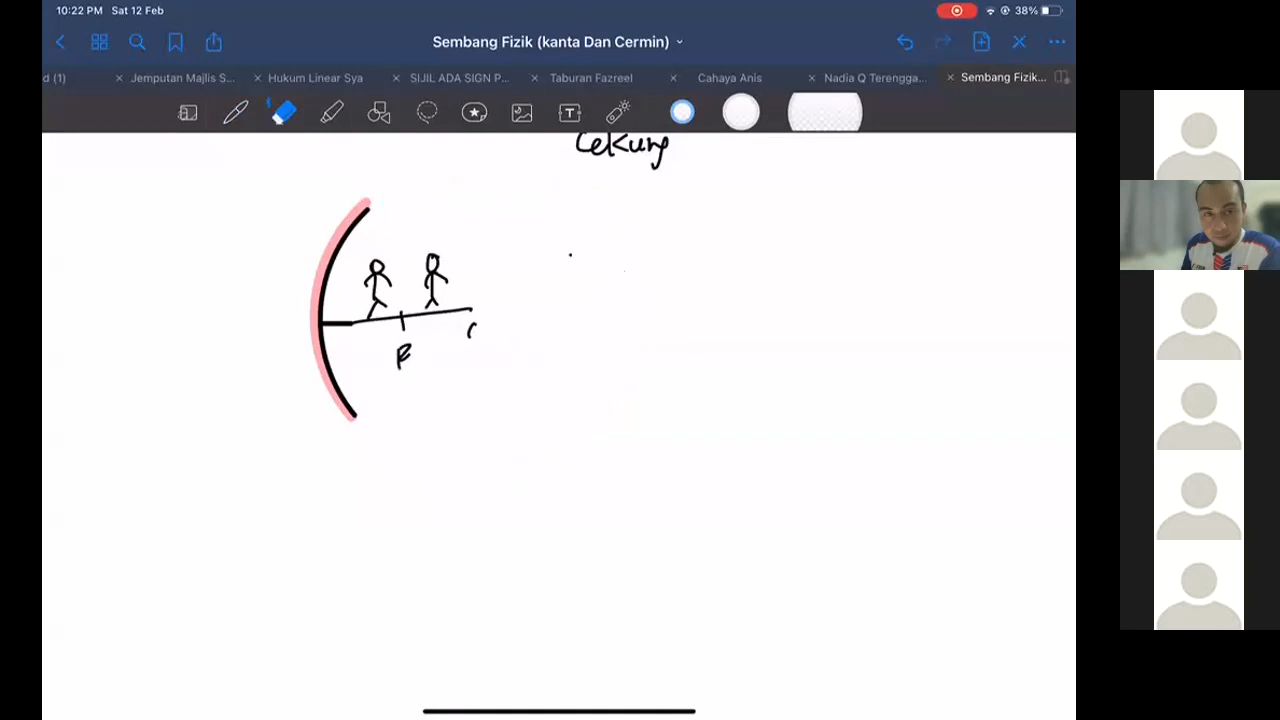 10:22 PM Sat 12 Feb
38%
Sembang Fizik (kanta Dan Cermin)
d (1)
Jemputan Majlis S...
Hukum Linear Sya
SIJIL ADA SIGN P...
Taburan Fazreel
Cahaya Anis
Nadia Q Terengga...
Sembang Fizik...
T
Cekung
F